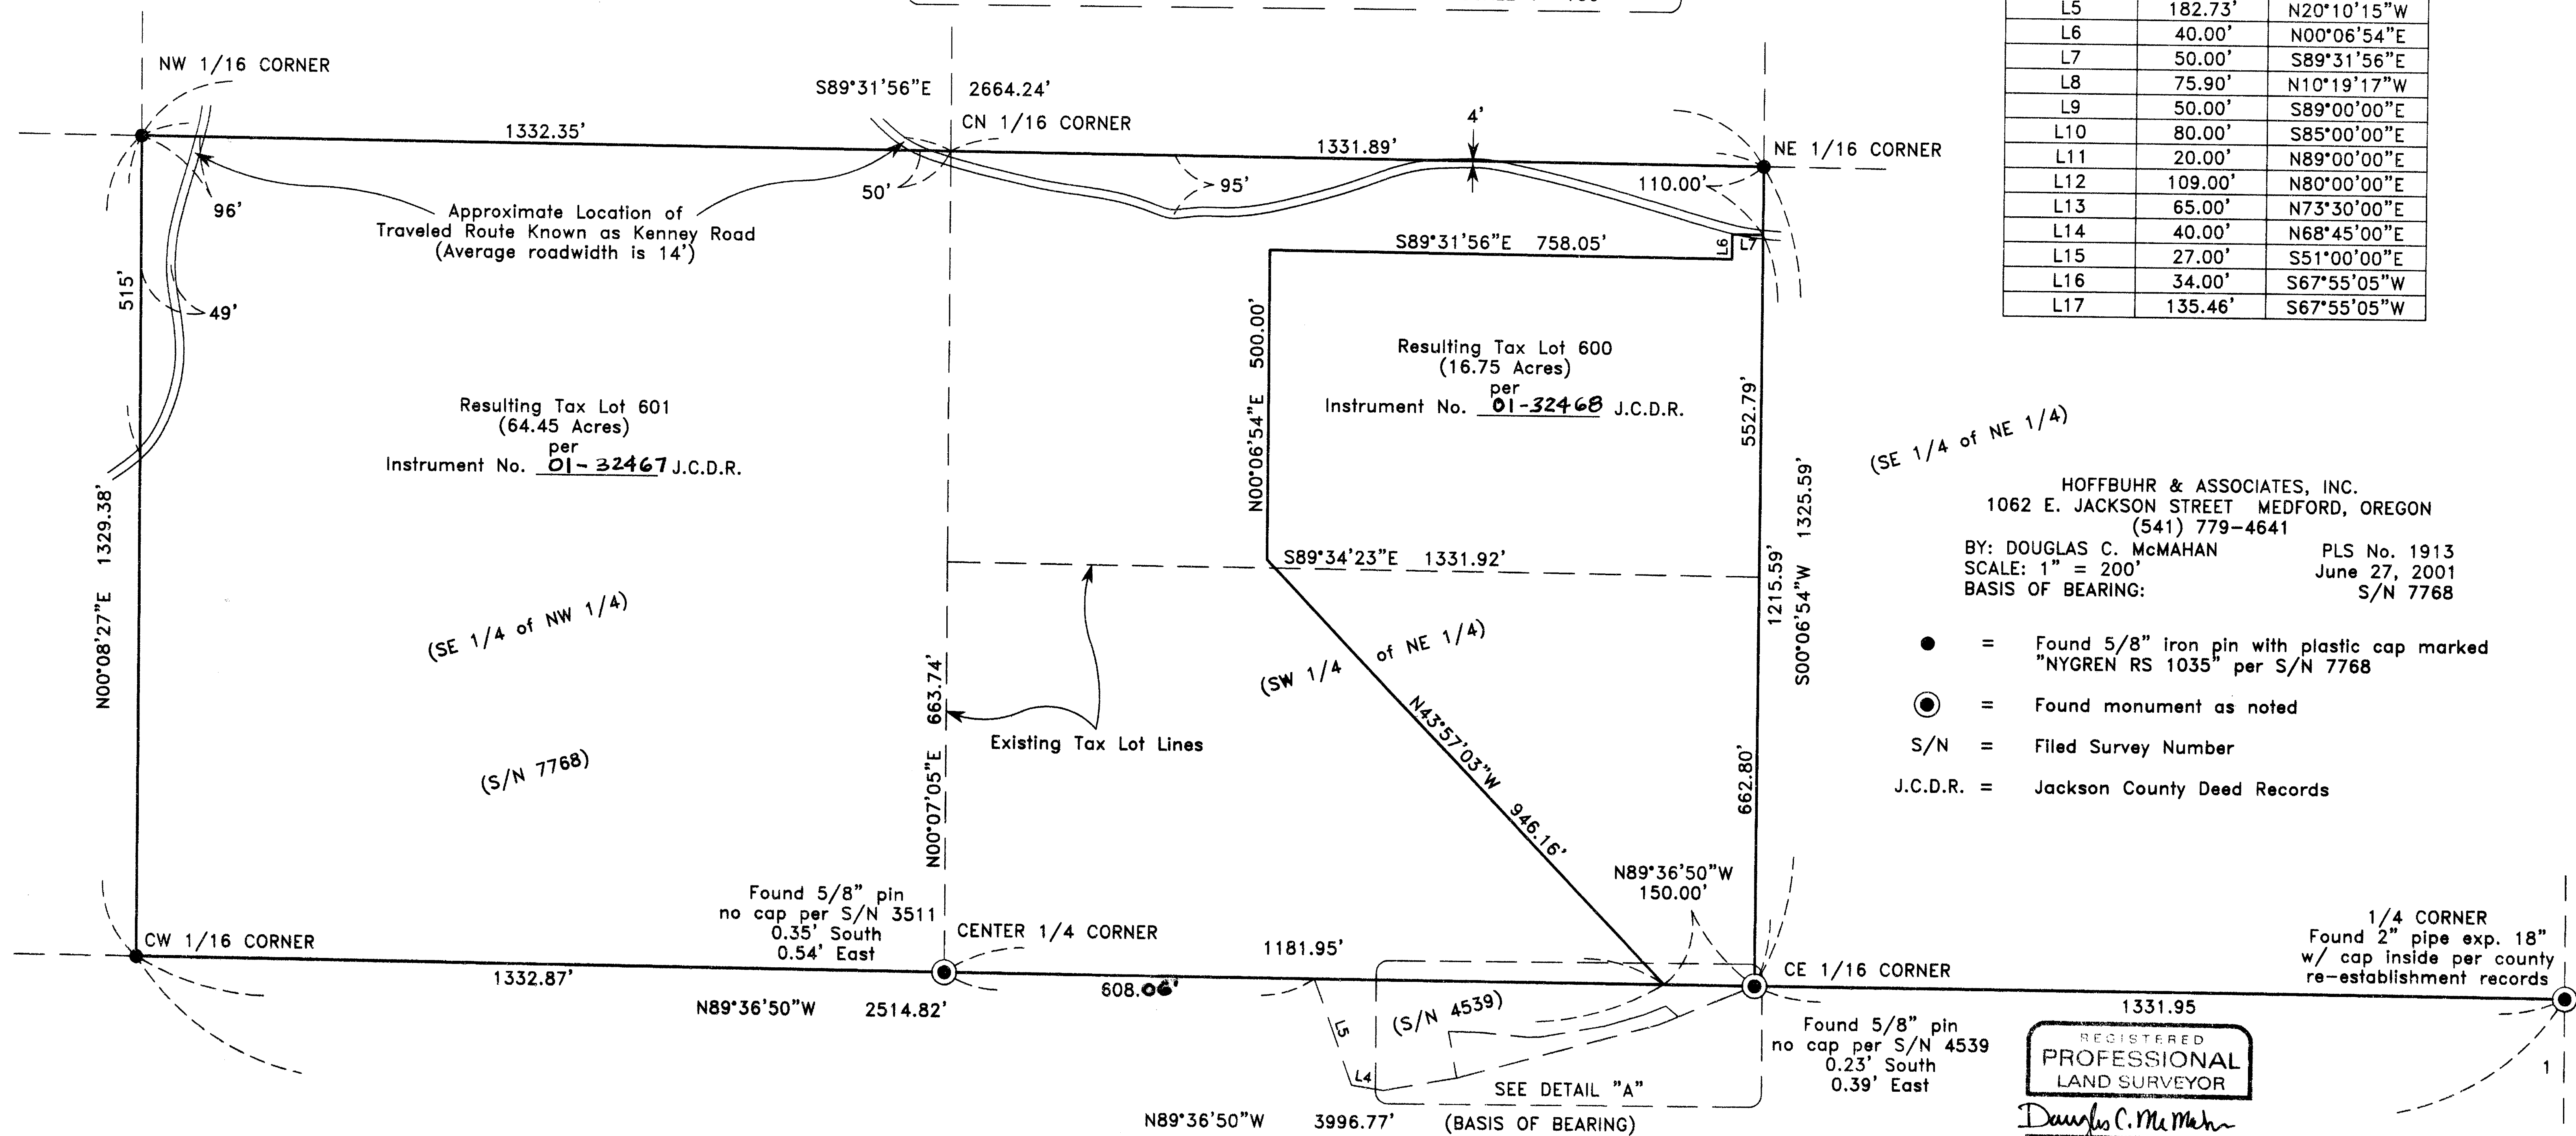 L5 182.73' N20°10'15"W
L6 40.00' N00°06'54"E
L7 50.00' S89°31'56"E
L8 75.90' N10°19'17"W
L9 50.00' S89°00'00"E
L10 80.00' S85°00'00"E
L11 20.00' N89°00'00"E
L12 109.00' N80°00'00"E
L13 65.00' N73°30'00"E
L14 40.00' N68°45'00"E
L15 27.00' S51°00'00"E
L16 34.00' S67°55'05"W
L17 135.46' S67°55'05"W
NW 1/16 CORNER
S89°31'56"E 2664.24'
CN 1/16 CORNER
1332.35'
1331.89'
4'
NE 1/16 CORNER
96'
50'
95'
110.00'
Approximate Location of
Traveled Route Known as Kenney Road
(Average roadwidth is 14')
515'
49'
S89°31'56"E 758.05'
L6
L7
N00°06'54"E 500.00'
Resulting Tax Lot 600
(16.75 Acres)
per
Instrument No. 01-32468 J.C.D.R.
552.79'
Resulting Tax Lot 601
(64.45 Acres)
per
Instrument No. 01-32467 J.C.D.R.
(SE 1/4 of NE 1/4)
N00°08'27"E 1329.38'
S89°34'23"E 1331.92'
1215.59'
S00°06'54"W 1325.59'
HOFFBUHR & ASSOCIATES, INC.
1062 E. JACKSON STREET MEDFORD, OREGON
(541) 779-4641
BY: DOUGLAS C. McMAHAN PLS No. 1913
SCALE: 1" = 200' June 27, 2001
BASIS OF BEARING: S/N 7768
● = Found 5/8" iron pin with plastic cap marked
"NYGREN RS 1035" per S/N 7768
= Found monument as noted
S/N = Filed Survey Number
J.C.D.R. = Jackson County Deed Records
(SE 1/4 of NW 1/4)
(SW 1/4 of NE 1/4)
N00°07'05"E 663.74'
Existing Tax Lot Lines
(S/N 7768)
N43°57'03"W 946.16'
662.80'
N89°36'50"W
150.00'
Found 5/8" pin
no cap per S/N 3511
0.35' South
0.54' East
CW 1/16 CORNER
CENTER 1/4 CORNER
1181.95'
CE 1/16 CORNER
1/4 CORNER
Found 2" pipe exp. 18"
w/ cap inside per county
re-establishment records
1332.87'
608.06'
1331.95
N89°36'50"W 2514.82'
L5
L4
(S/N 4539)
Found 5/8" pin
no cap per S/N 4539
0.23' South
0.39' East
SEE DETAIL "A"
N89°36'50"W 3996.77' (BASIS OF BEARING)
REGISTERED
PROFESSIONAL
LAND SURVEYOR
Douglas C. McMahan
1